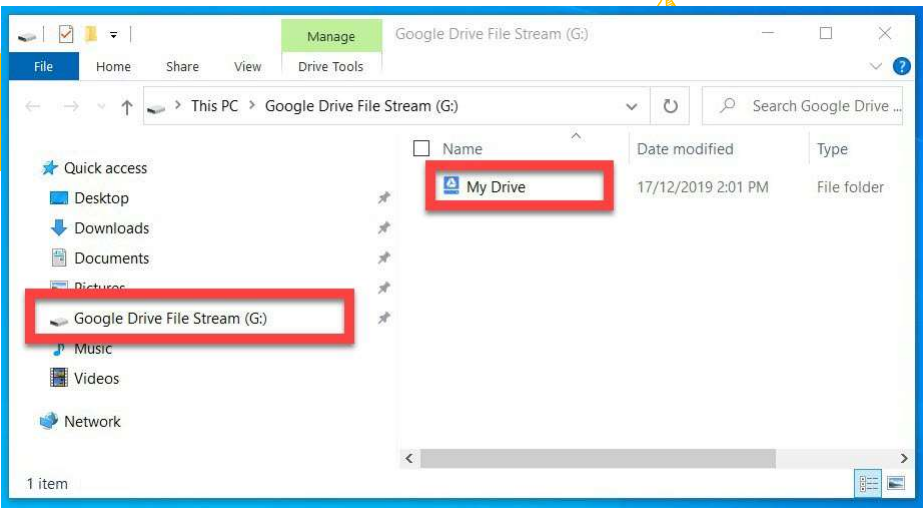 Manage
Google Drive File Stream (G:)
File Home Share View Drive Tools
This PC > Google Drive File Stream (G:)
Search Google Drive ...
Name Date modified Type
My Drive 17/12/2019 2:01 PM File folder
Quick access
Desktop
Downloads
Documents
Pictures
Google Drive File Stream (G:)
Music
Videos
Network
1 item